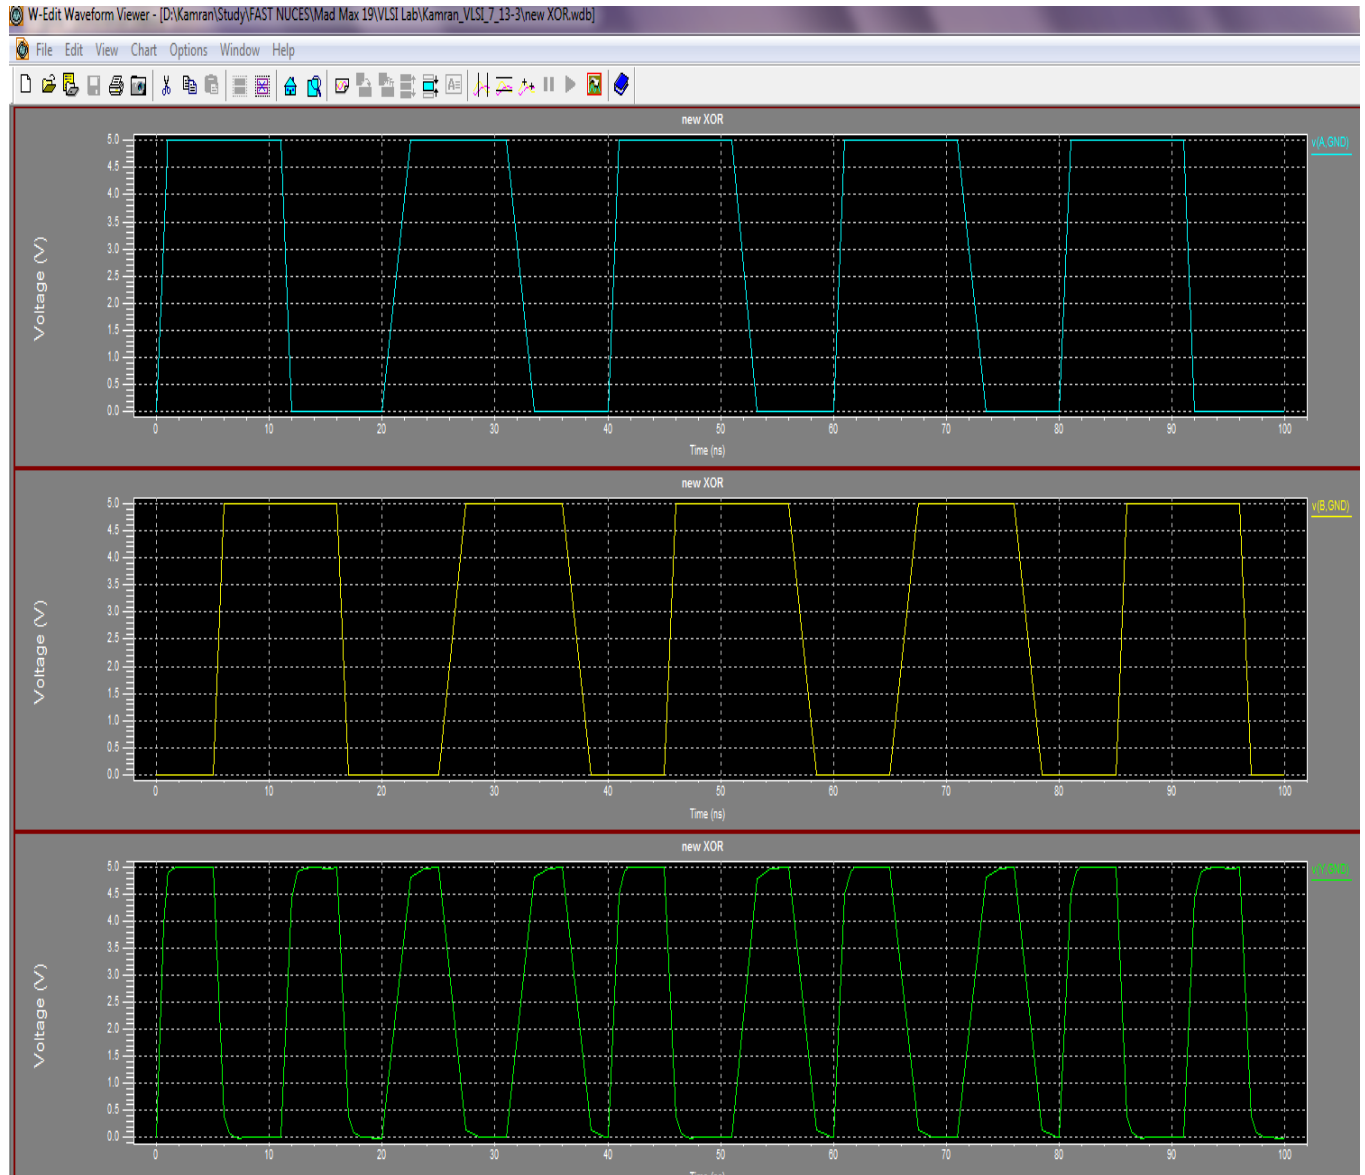 W-Edit Waveform Viewer - [D:\Kamran\Study\FAST NUCES\Mad Max 19\VLSI Lab\Kamran_VLSI_7_13-3\new XOR.wdb]
File Edit View Chart Options Window Help
new XOR
v(A,GND)
Voltage (V)
5.0
4.5
4.0
3.5
3.0
2.5
2.0
1.5
1.0
0.5
0.0
0 10 20 30 40 50 60 70 80 90 100
Time (ns)
new XOR
v(B,GND)
Voltage (V)
5.0
4.5
4.0
3.5
3.0
2.5
2.0
1.5
1.0
0.5
0.0
0 10 20 30 40 50 60 70 80 90 100
Time (ns)
new XOR
v(Y,GND)
Voltage (V)
5.0
4.5
4.0
3.5
3.0
2.5
2.0
1.5
1.0
0.5
0.0
0 10 20 30 40 50 60 70 80 90 100
Time (ns)